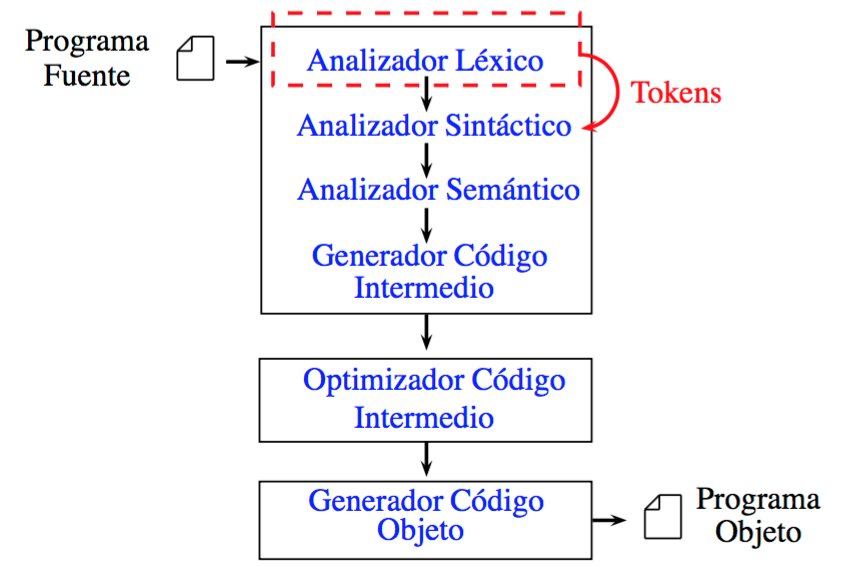 Programa
Fuente
Analizador Léxico
Tokens
Analizador Sintáctico
Analizador Semántico
Generador Código
Intermedio
Optimizador Código
Intermedio
Generador Código
Objeto
Programa
Objeto